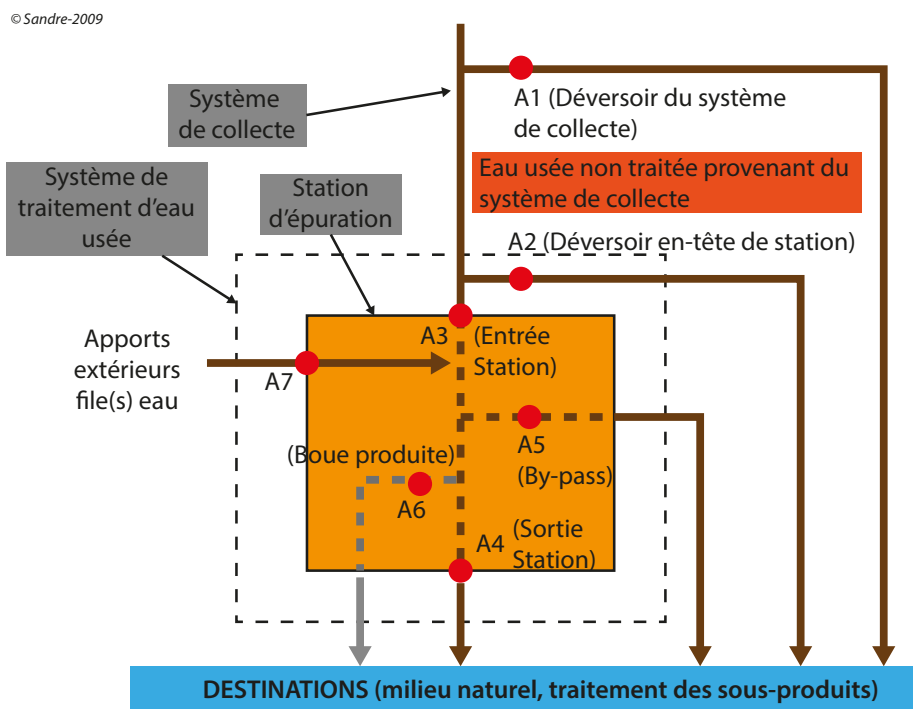 © Sandre-2009
Système
de collecte
A1 (Déversoir du système
de collecte)
Eau usée non traitée provenant du
système de collecte
Système de
traitement d'eau
usée
Station
d'épuration
A2 (Déversoir en-tête de station)
Apports
extérieurs
file(s) eau
A7
A3
(Entrée
Station)
A5
(By-pass)
(Boue produite)
A6
A4
(Sortie
Station)
DESTINATIONS (milieu naturel, traitement des sous-produits)